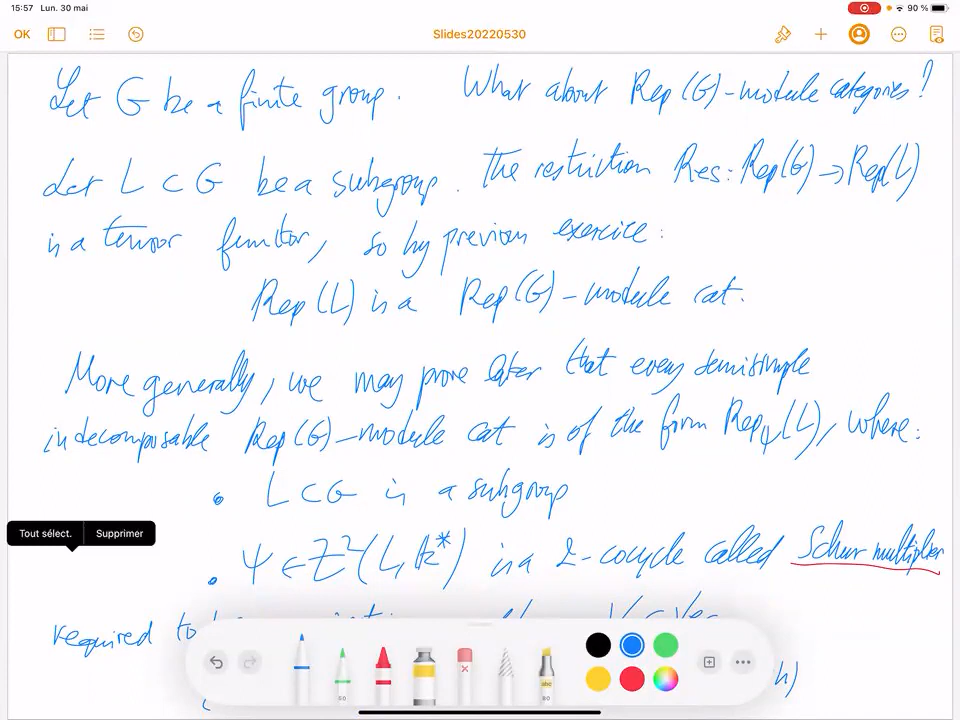 15:57 Lun. 30 mai 90 %
OK Slides20220530
Let G be a finite group. What about Rep(G)-module categories?
Let L ⊂ G be a subgroup. The restriction Res: Rep(G) → Rep(L)
is a tensor functor, so by previous exercise:
Rep(L) is a Rep(G)-module cat.
More generally, we may prove later that every semisimple
indecomposable Rep(G)-module cat is of the form Rep_ψ(L), where:
• L ⊂ G is a subgroup
Tout sélect. Supprimer
• ψ ∈ Z²(L, k*) is a 2-cocycle called Schur multiplier
required to